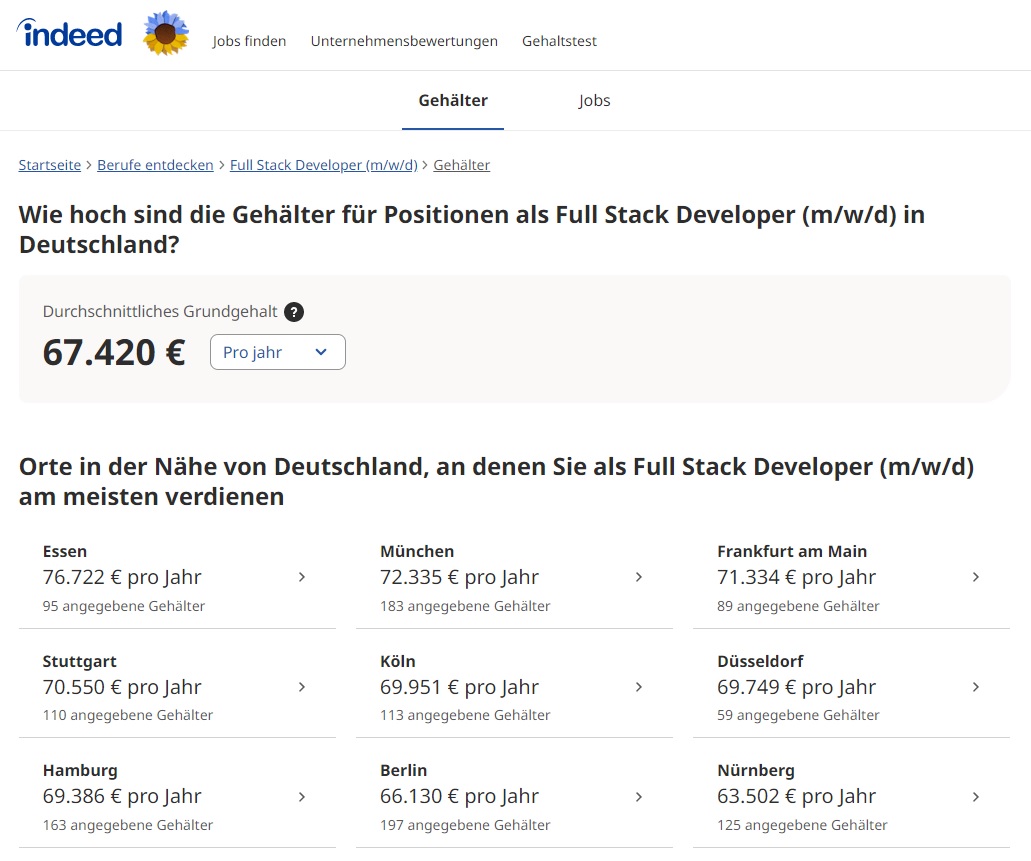 indeed
Jobs finden Unternehmensbewertungen Gehaltstest
Gehälter Jobs
Startseite > Berufe entdecken > Full Stack Developer (m/w/d) > Gehälter
Wie hoch sind die Gehälter für Positionen als Full Stack Developer (m/w/d) in
Deutschland?
Durchschnittliches Grundgehalt ?
67.420 € Pro jahr
Orte in der Nähe von Deutschland, an denen Sie als Full Stack Developer (m/w/d)
am meisten verdienen
Essen
76.722 € pro Jahr
95 angegebene Gehälter
München
72.335 € pro Jahr
183 angegebene Gehälter
Frankfurt am Main
71.334 € pro Jahr
89 angegebene Gehälter
Stuttgart
70.550 € pro Jahr
110 angegebene Gehälter
Köln
69.951 € pro Jahr
113 angegebene Gehälter
Düsseldorf
69.749 € pro Jahr
59 angegebene Gehälter
Hamburg
69.386 € pro Jahr
163 angegebene Gehälter
Berlin
66.130 € pro Jahr
197 angegebene Gehälter
Nürnberg
63.502 € pro Jahr
125 angegebene Gehälter